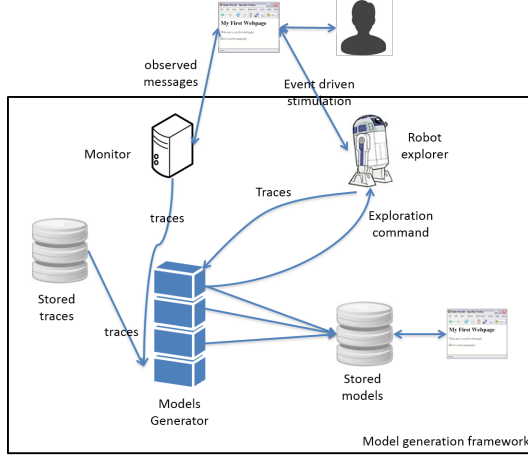 My First Webpage
observed
messages
Event driven
stimulation
Monitor
Robot
explorer
Traces
traces
Exploration
command
Stored
traces
traces
My First Webpage
Stored
models
Models
Generator
Model generation framework